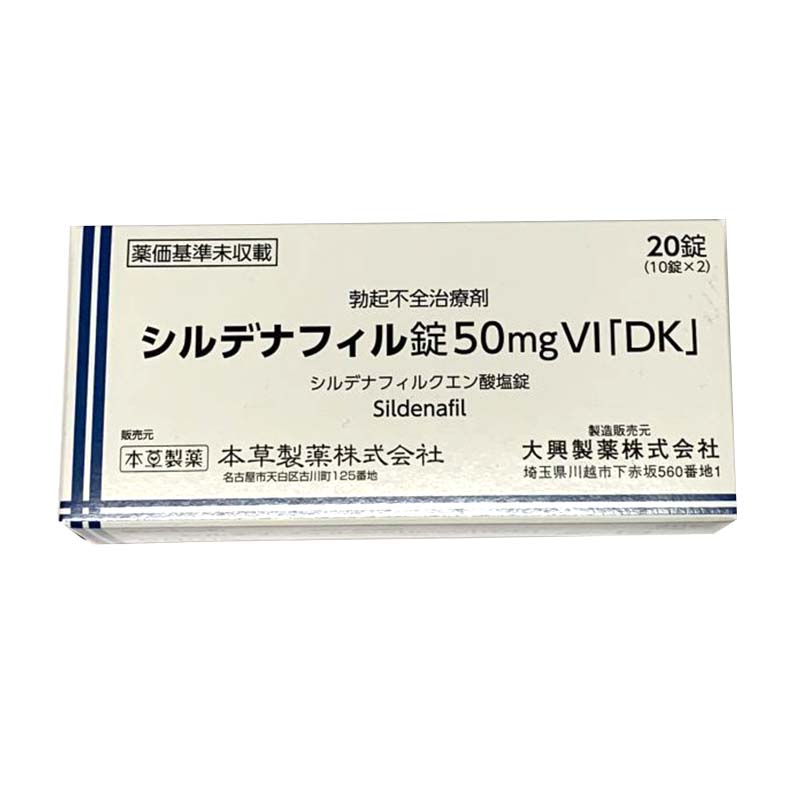 薬価基準未収載
20錠
(10錠×2)
勃起不全治療剤
シルデナフィル錠50mgVI「DK」
シルデナフィルクエン酸塩錠
Sildenafil
販売元
本草製薬 本草製薬株式会社
名古屋市天白区古川町125番地
製造販売元
大興製薬株式会社
埼玉県川越市下赤坂560番地1